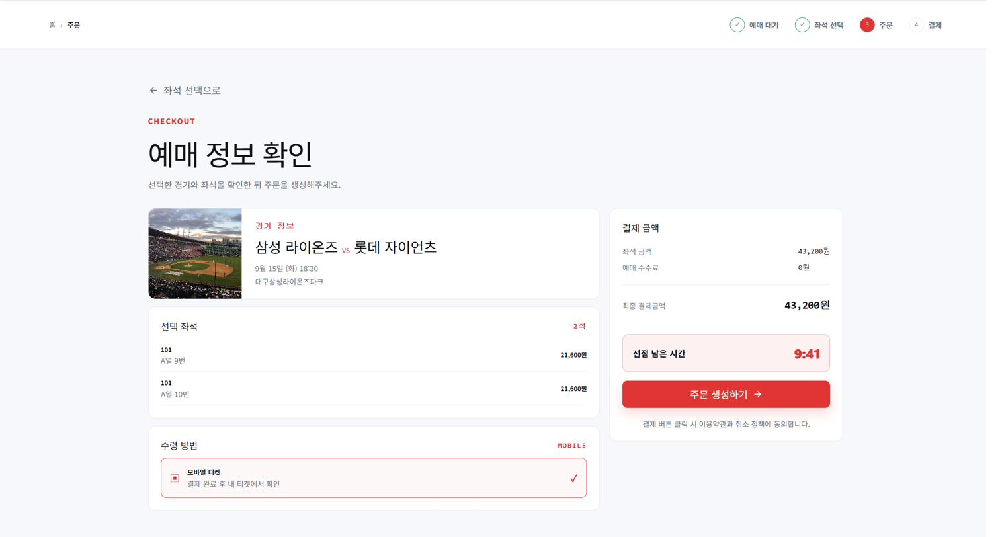 홈 › 주문
✓ 예매 대기 ✓ 좌석 선택 3 주문 4 결제
← 좌석 선택으로
CHECKOUT
예매 정보 확인
선택한 경기와 좌석을 확인한 뒤 주문을 생성해주세요.
경기 정보
삼성 라이온즈 vs 롯데 자이언츠
9월 15일 (화) 18:30
대구삼성라이온즈파크
선택 좌석 2석
101
A열 9번
21,600원
101
A열 10번
21,600원
수령 방법 MOBILE
모바일 티켓
결제 완료 후 내 티켓에서 확인
✓
결제 금액
좌석 금액 43,200원
예매 수수료 0원
최종 결제금액 43,200원
선점 남은 시간 9:41
주문 생성하기 →
결제 버튼 클릭 시 이용약관과 취소 정책에 동의합니다.